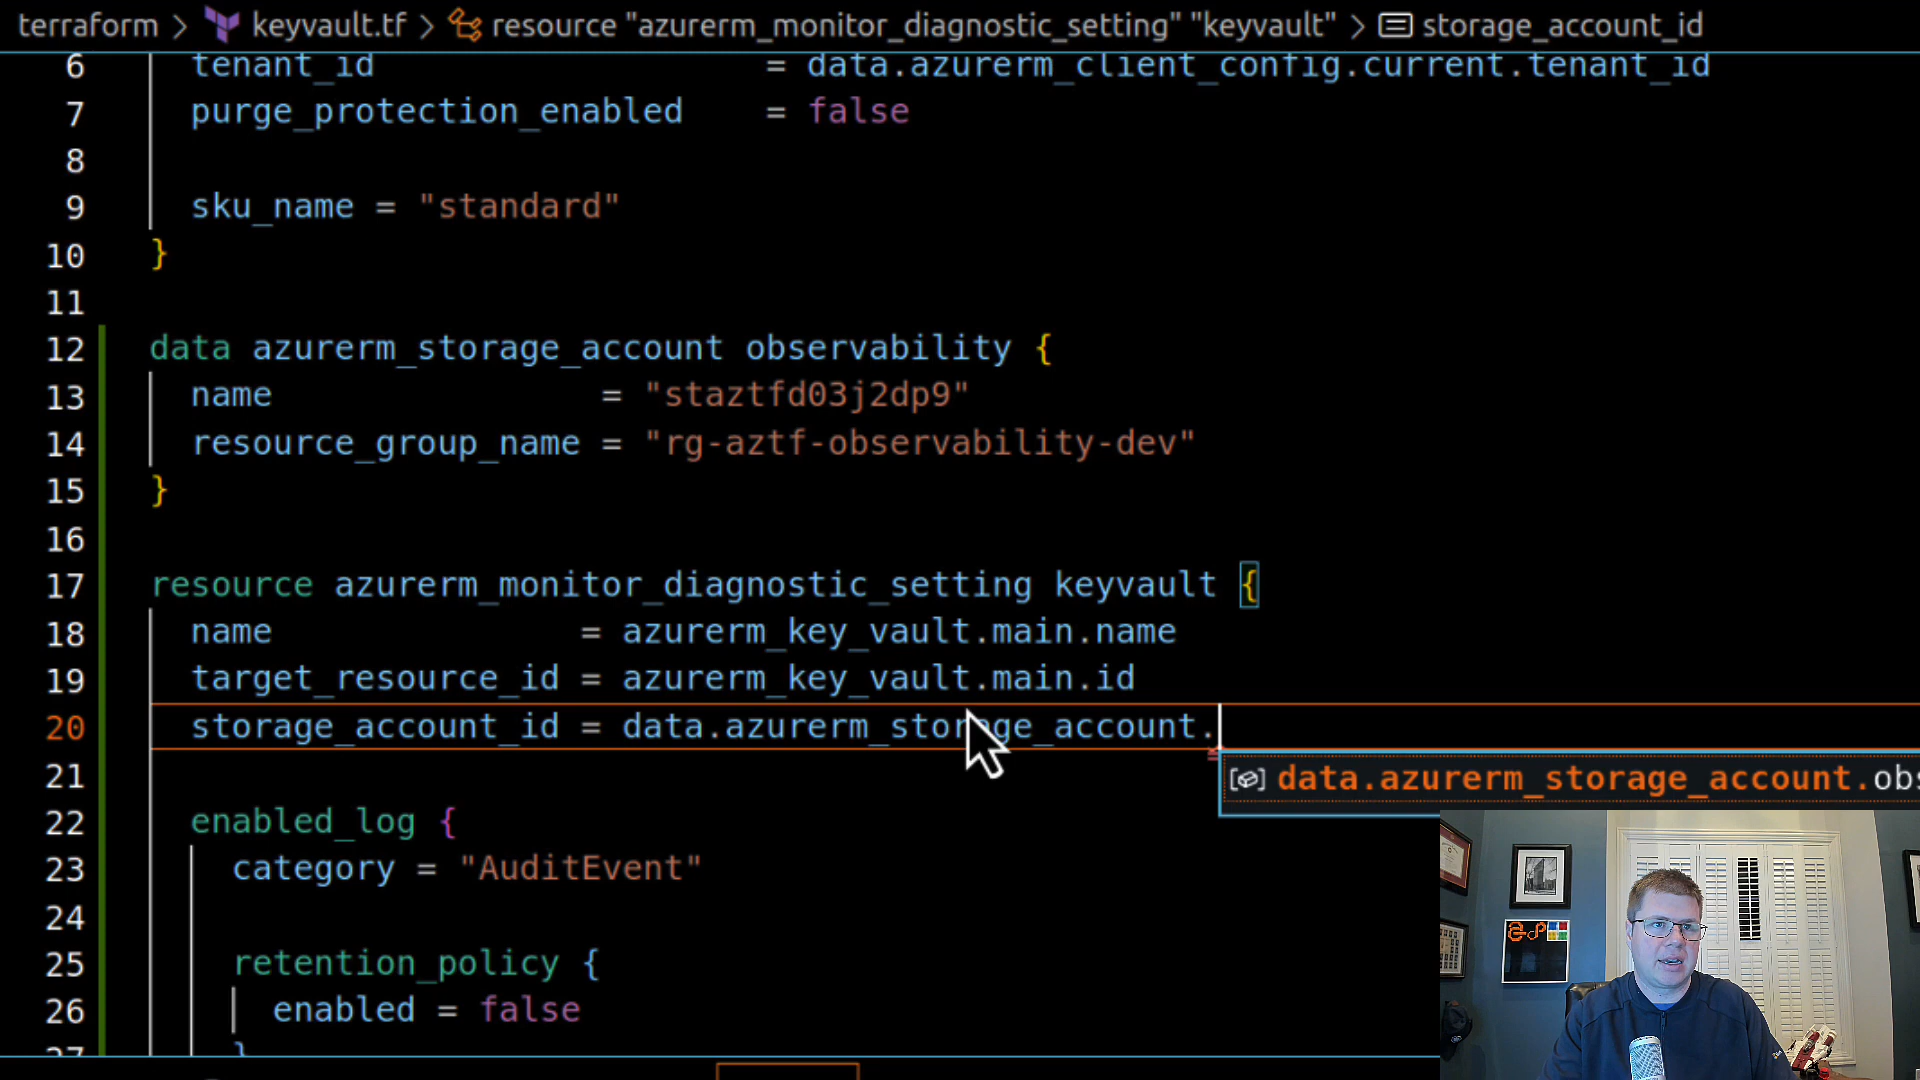 terraform > keyvault.tf > resource "azurerm_monitor_diagnostic_setting" "keyvault" > storage_account_id
6 tenant_id = data.azurerm_client_config.current.tenant_id
7 purge_protection_enabled = false
8
9 sku_name = "standard"
10 }
11
12 data azurerm_storage_account observability {
13 name = "staztfd03j2dp9"
14 resource_group_name = "rg-aztf-observability-dev"
15 }
16
17 resource azurerm_monitor_diagnostic_setting keyvault {
18 name = azurerm_key_vault.main.name
19 target_resource_id = azurerm_key_vault.main.id
20 storage_account_id = data.azurerm_storage_account.
21 data.azurerm_storage_account.obs
22 enabled_log {
23 category = "AuditEvent"
24
25 retention_policy {
26 enabled = false
27 }